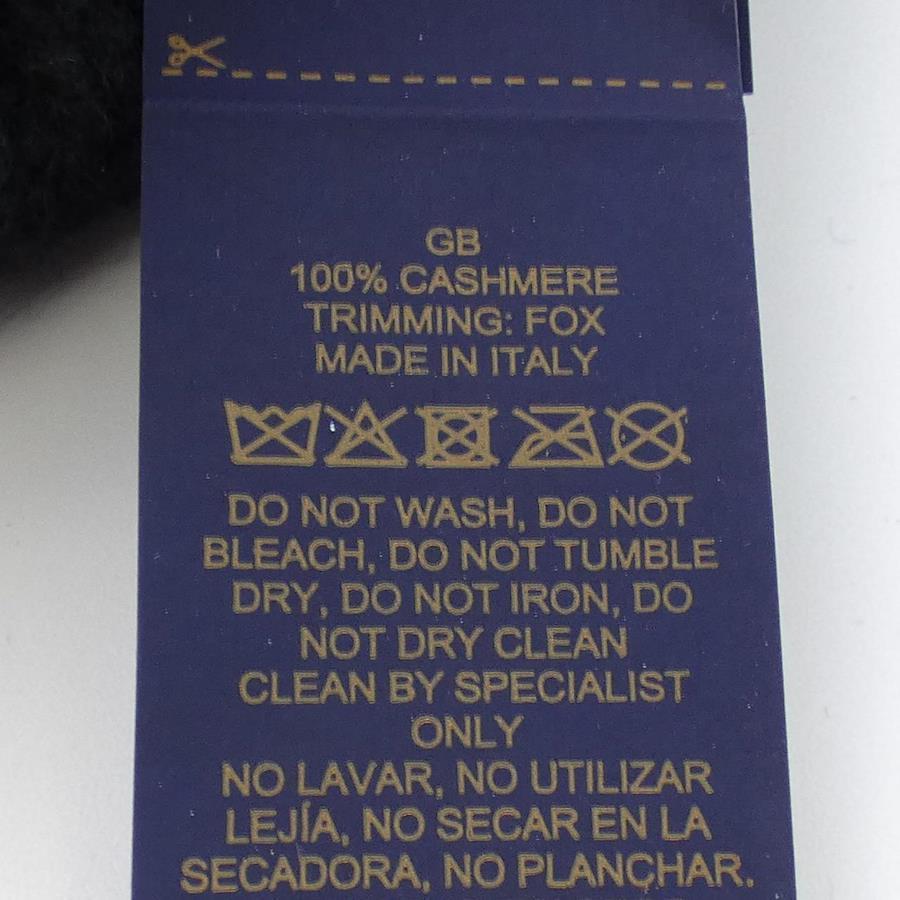 GB
100% CASHMERE
TRIMMING: FOX
MADE IN ITALY
DO NOT WASH, DO NOT
BLEACH, DO NOT TUMBLE
DRY, DO NOT IRON, DO
NOT DRY CLEAN
CLEAN BY SPECIALIST
ONLY
NO LAVAR, NO UTILIZAR
LEJÍA, NO SECAR EN LA
SECADORA, NO PLANCHAR.